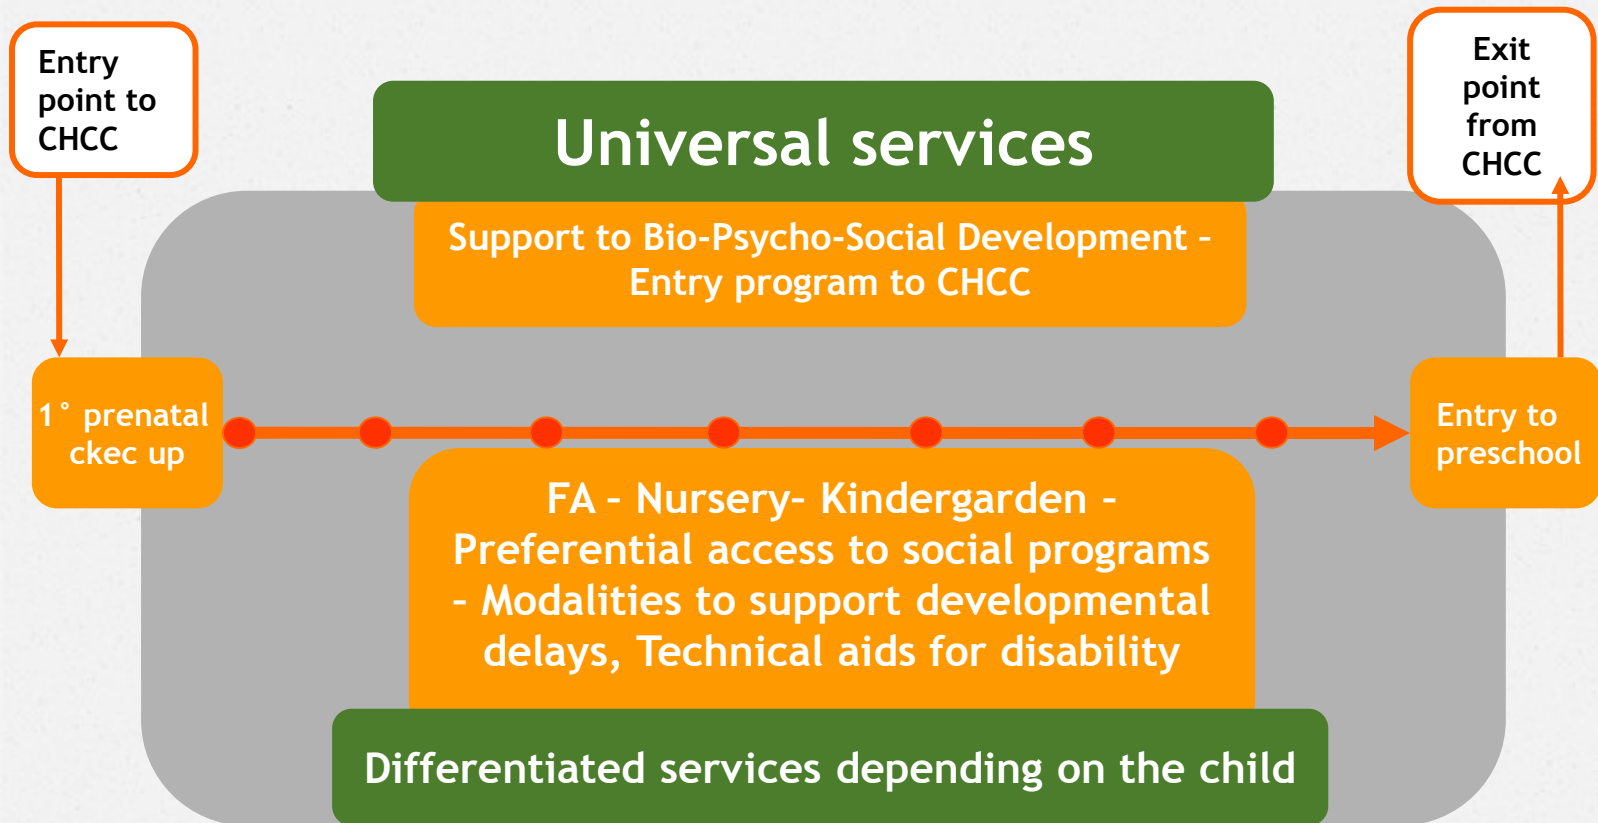 Entry
point to
CHCC
Exit
point
from
CHCC
Universal services
Support to Bio-Psycho-Social Development –
Entry program to CHCC
1° prenatal
ckec up
Entry to
preschool
FA – Nursery– Kindergarden –
Preferential access to social programs
– Modalities to support developmental
delays, Technical aids for disability
Differentiated services depending on the child